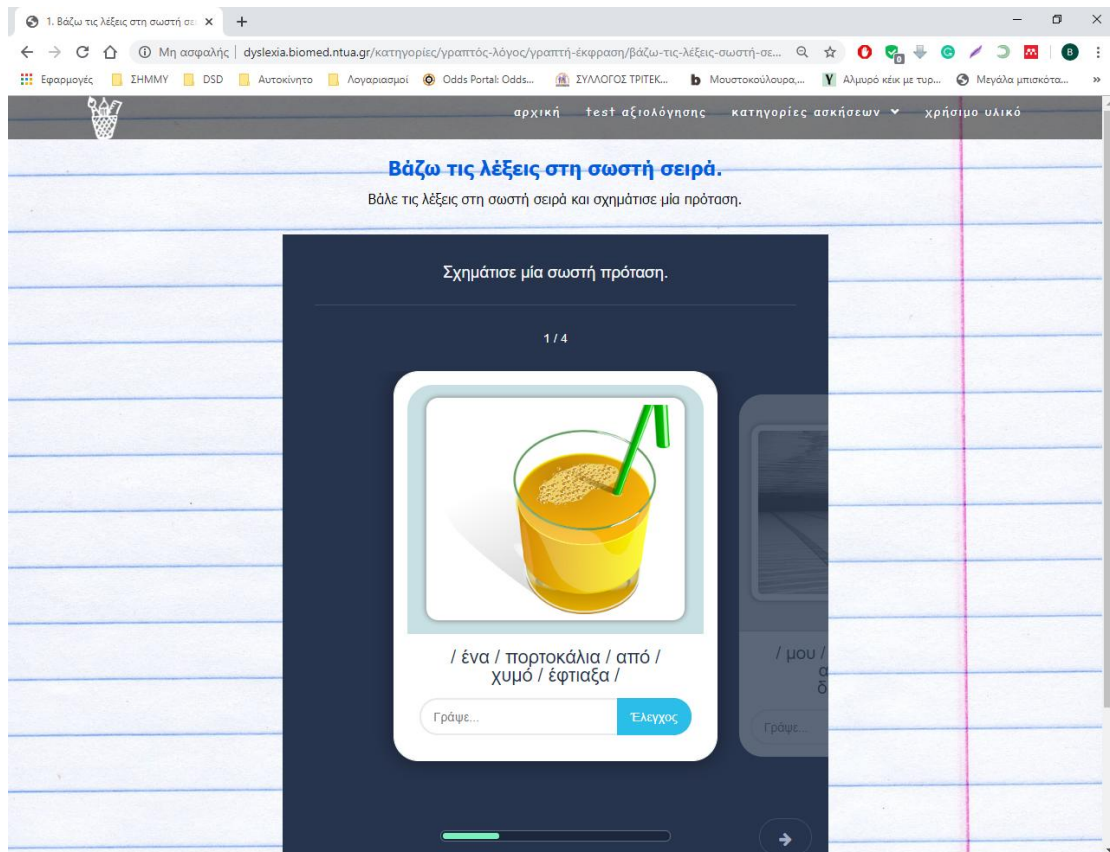 1. Βάζω τις λέξεις στη σωστή σε
Μη ασφαλής | dyslexia.biomed.ntua.gr/κατηγορίες/γραπτός-λόγος/γραπτή-έκφραση/βάζω-τις-λέξεις-σωστή-σε...
Εφαρμογές ΣΗΜΜΥ DSD Αυτοκίνητο Λογαριασμοί Odds Portal: Odds... ΣΥΛΛΟΓΟΣ ΤΡΙΤΕΚ... Μουστοκούλουρα,... Αλμυρό κέικ με τυρ... Μεγάλα μπισκότα... »
αρχική test αξιολόγησης κατηγορίες ασκήσεων χρήσιμο υλικό
Βάζω τις λέξεις στη σωστή σειρά.
Βάλε τις λέξεις στη σωστή σειρά και σχημάτισε μία πρόταση.
Σχημάτισε μία σωστή πρόταση.
1 / 4
/ ένα / πορτοκάλια / από /
χυμό / έφτιαξα /
Γράψε...
Έλεγχος
/ μου /
Γράψε...